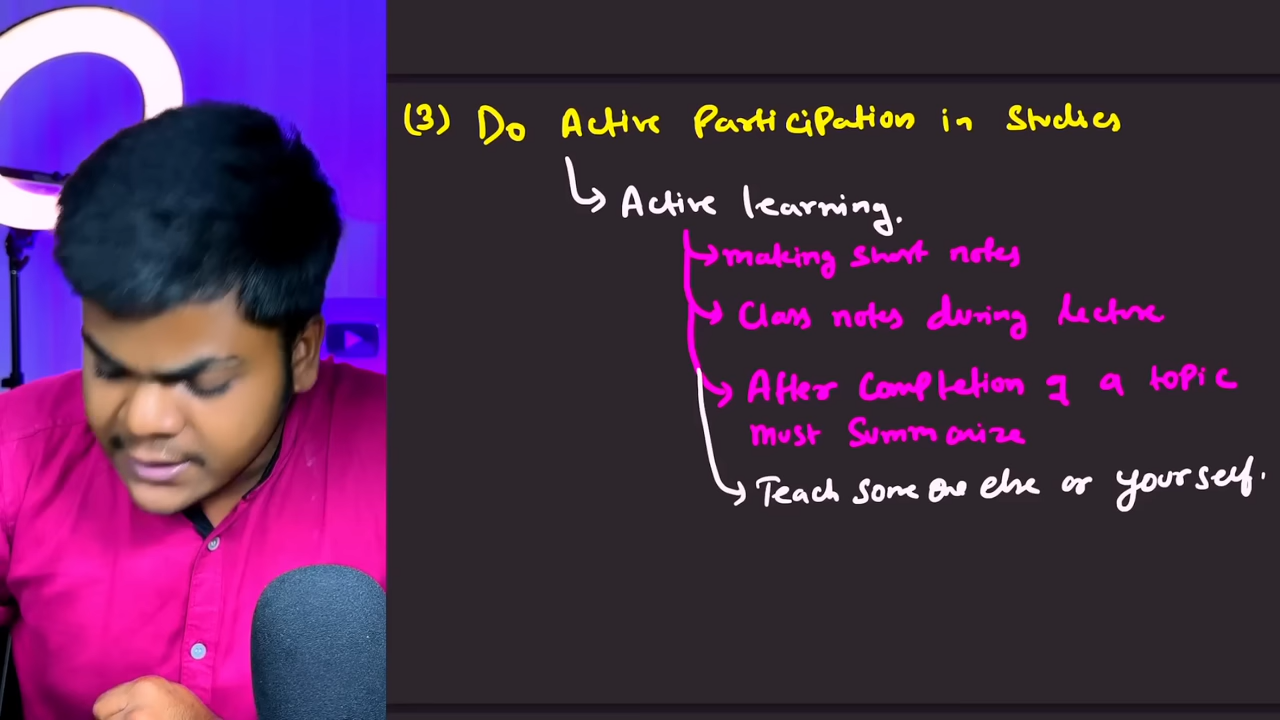 (3) Do Active Participation in Studies
Active learning.
making short notes
Class notes during lecture
After Completion of a topic
must Summarize
Teach some one else or yourself.